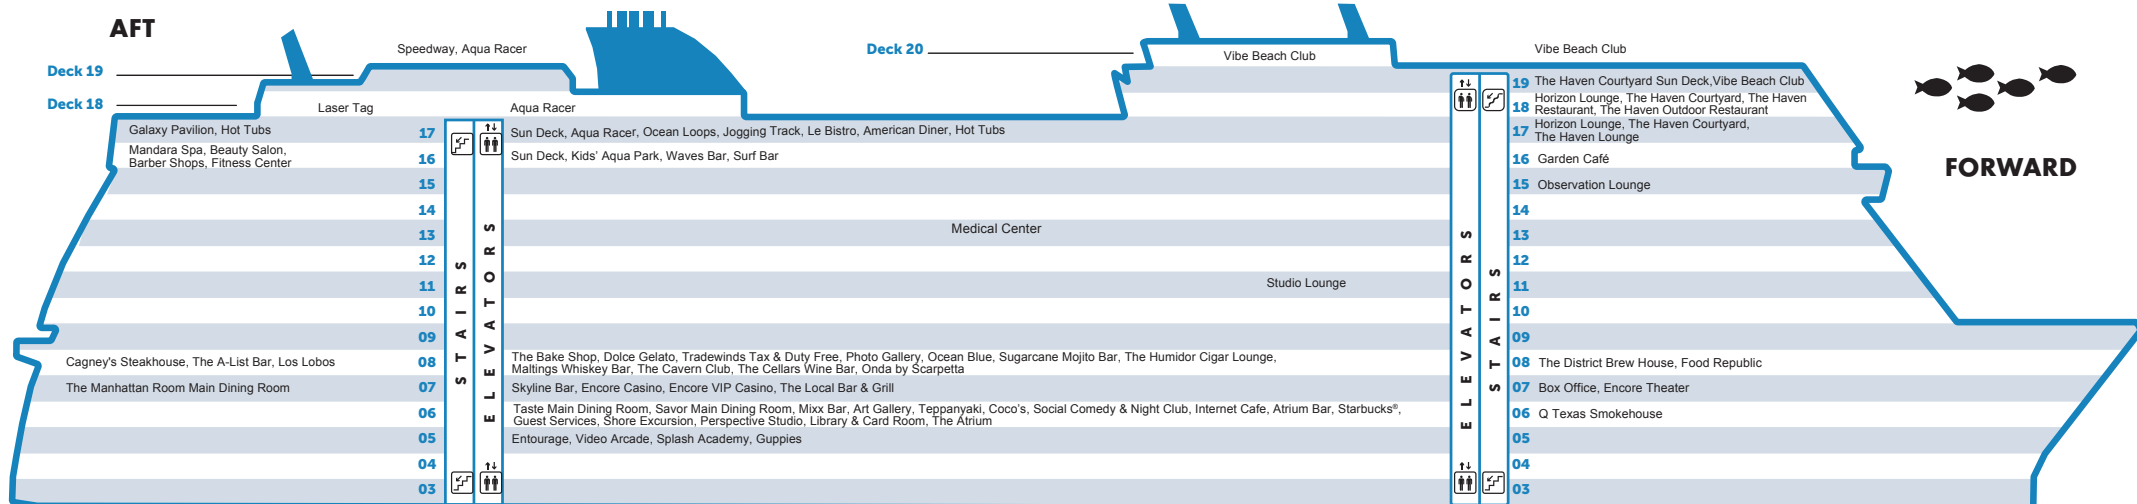 AFT
Speedway, Aqua Racer
Deck 20
Vibe Beach Club
Vibe Beach Club
Deck 19
19 The Haven Courtyard Sun Deck,Vibe Beach Club
Deck 18
Laser Tag
Aqua Racer
18 Horizon Lounge, The Haven Courtyard, The Haven
Restaurant, The Haven Outdoor Restaurant
Galaxy Pavilion, Hot Tubs
17
Sun Deck, Aqua Racer, Ocean Loops, Jogging Track, Le Bistro, American Diner, Hot Tubs
17 Horizon Lounge, The Haven Courtyard,
The Haven Lounge
Mandara Spa, Beauty Salon,
Barber Shops, Fitness Center
16
Sun Deck, Kids' Aqua Park, Waves Bar, Surf Bar
16 Garden Café
FORWARD
15
15 Observation Lounge
14
14
13
Medical Center
13
12
12
11
Studio Lounge
11
10
10
09
09
STAIRS
ELEVATORS
ELEVATORS
STAIRS
Cagney's Steakhouse, The A-List Bar, Los Lobos
08
The Bake Shop, Dolce Gelato, Tradewinds Tax & Duty Free, Photo Gallery, Ocean Blue, Sugarcane Mojito Bar, The Humidor Cigar Lounge,
Maltings Whiskey Bar, The Cavern Club, The Cellars Wine Bar, Onda by Scarpetta
08 The District Brew House, Food Republic
The Manhattan Room Main Dining Room
07
Skyline Bar, Encore Casino, Encore VIP Casino, The Local Bar & Grill
07 Box Office, Encore Theater
06
Taste Main Dining Room, Savor Main Dining Room, Mixx Bar, Art Gallery, Teppanyaki, Coco's, Social Comedy & Night Club, Internet Cafe, Atrium Bar, Starbucks®,
Guest Services, Shore Excursion, Perspective Studio, Library & Card Room, The Atrium
06 Q Texas Smokehouse
05
Entourage, Video Arcade, Splash Academy, Guppies
05
04
04
03
03